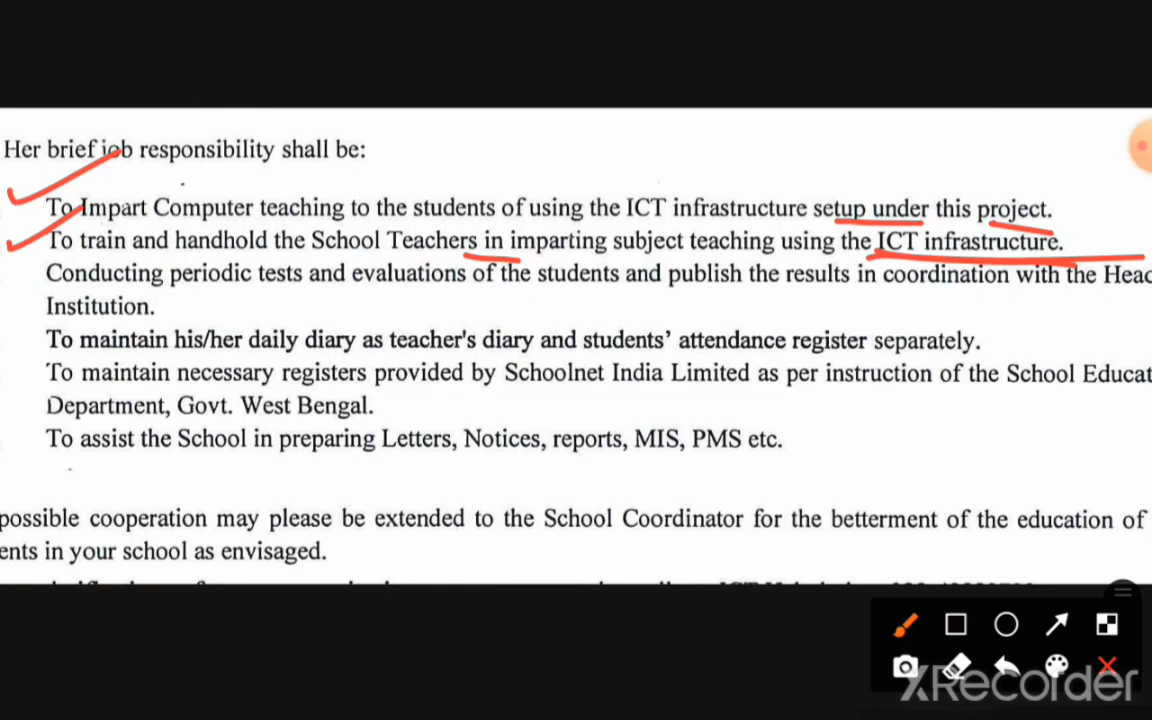 Her brief job responsibility shall be:
To Impart Computer teaching to the students of using the ICT infrastructure setup under this project.
To train and handhold the School Teachers in imparting subject teaching using the ICT infrastructure.
Conducting periodic tests and evaluations of the students and publish the results in coordination with the Head
Institution.
To maintain his/her daily diary as teacher's diary and students' attendance register separately.
To maintain necessary registers provided by Schoolnet India Limited as per instruction of the School Educat
Department, Govt. West Bengal.
To assist the School in preparing Letters, Notices, reports, MIS, PMS etc.
possible cooperation may please be extended to the School Coordinator for the betterment of the education of
ents in your school as envisaged.
XRecorder